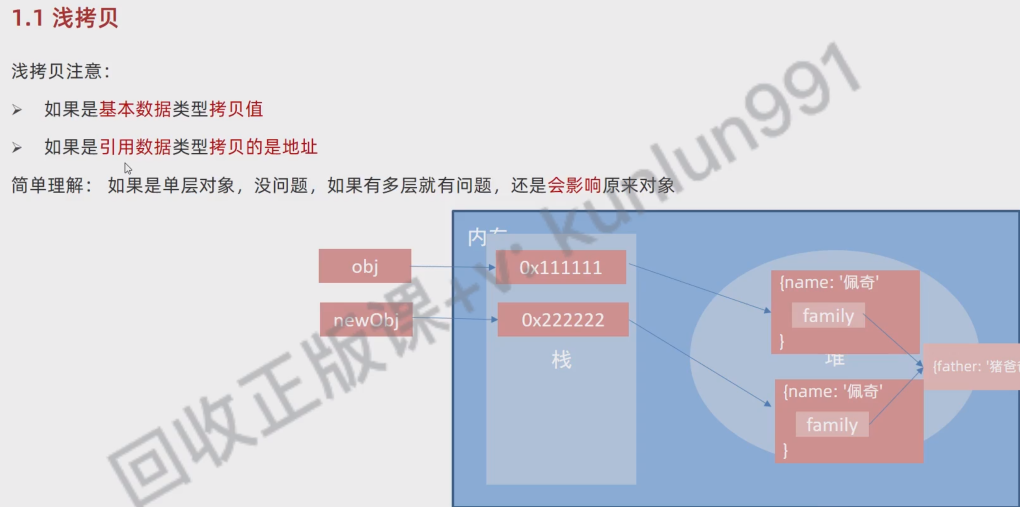 1.1 浅拷贝
浅拷贝注意：
➢ 如果是基本数据类型拷贝值
➢ 如果是引用数据类型拷贝的是地址
简单理解： 如果是单层对象，没问题，如果有多层就有问题，还是会影响原来对象
内存
obj
0x111111
newObj
0x222222
栈
{name: '佩奇'
family
}
堆
{father: '猪爸
{name: '佩奇'
family
}
回收正版课+v: kunlun991